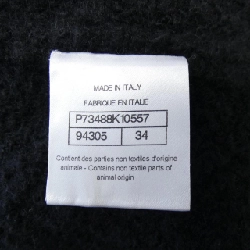 MADE IN ITALY
FABRIQUE EN ITALIE
P73488K10557
94305 34
Contient des parties non textiles d'origine
animale - Contains non textile parts of
animal origin